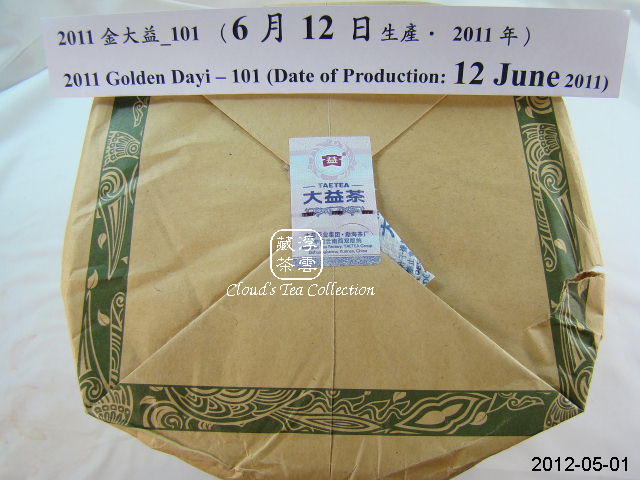 2011 金大益_101 （6 月 12 日生產． 2011 年）
2011 Golden Dayi – 101 (Date of Production: 12 June 2011)
益
TAETEA
大益茶
藏浮
茶雲
Cloud's Tea Collection
2012-05-01